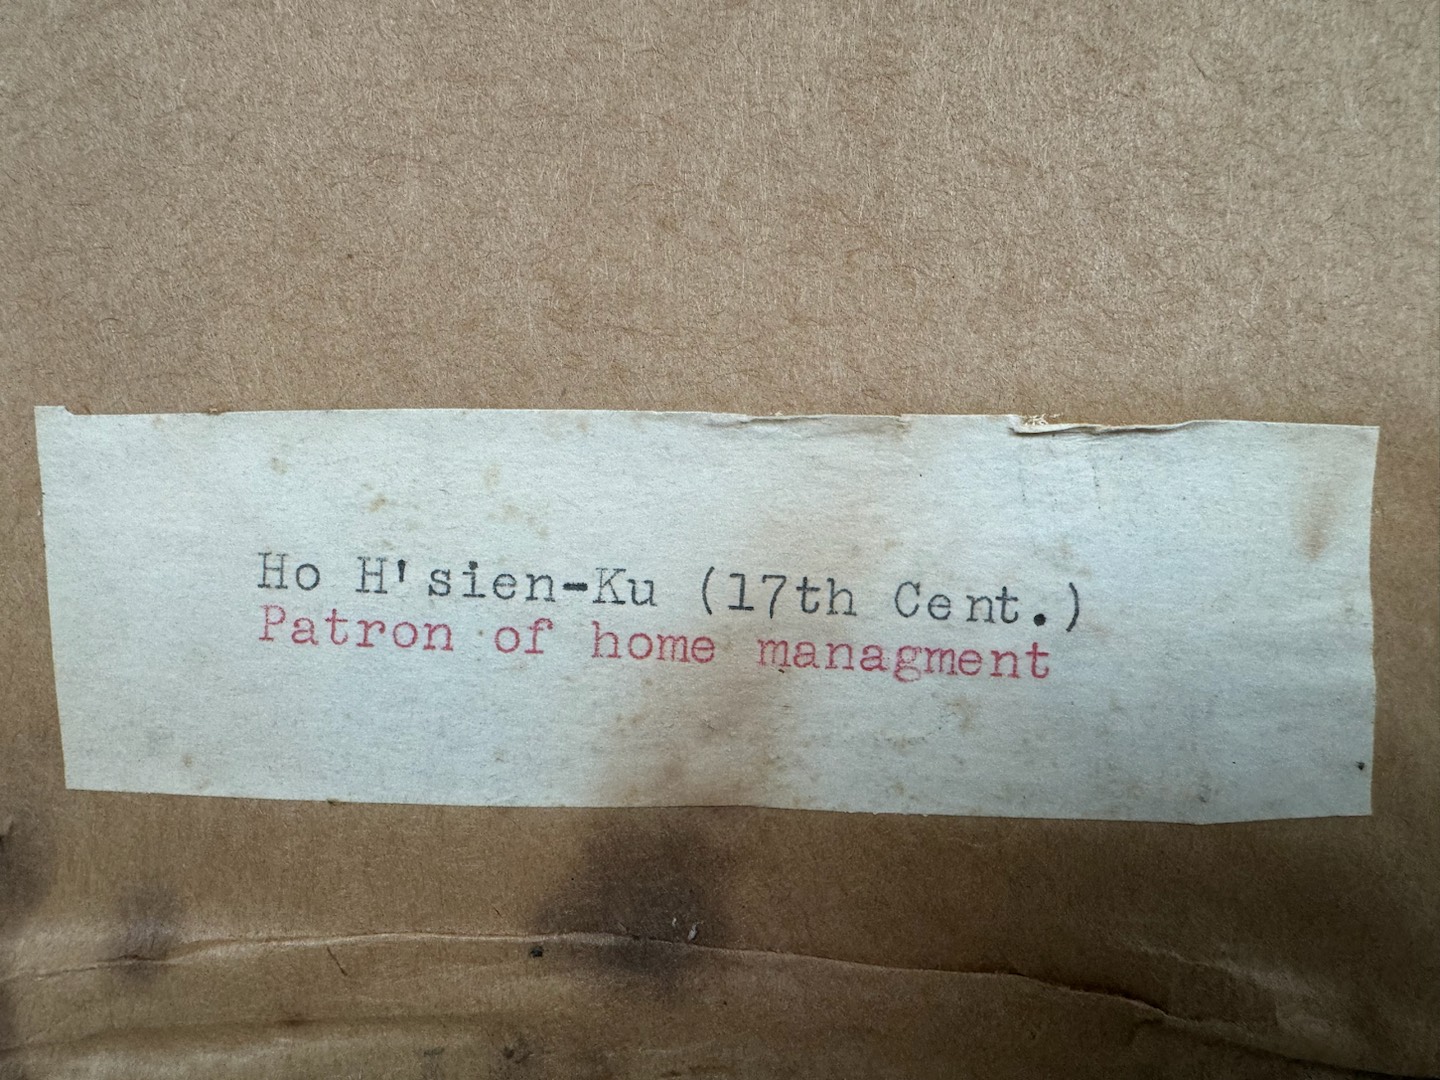 Ho H'sien-Ku (17th Cent.)
Patron of home managment